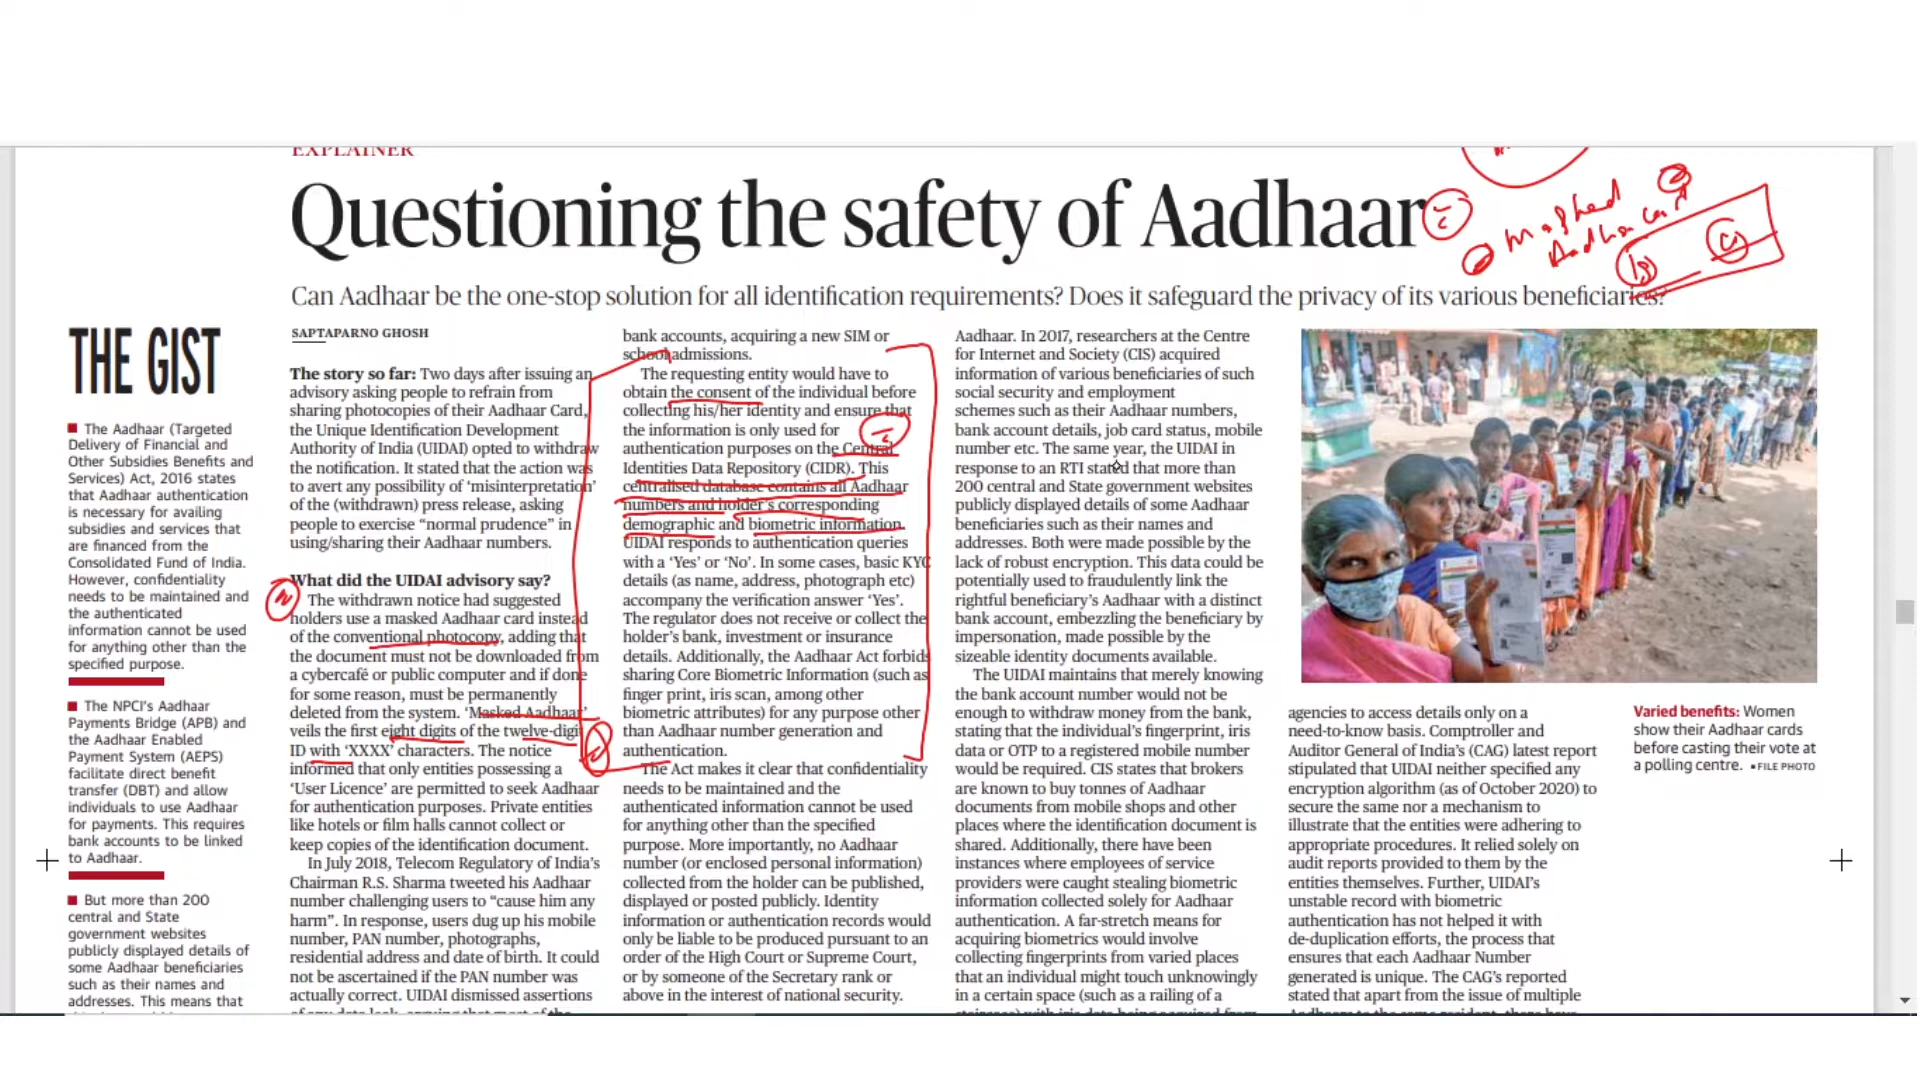 EXPLAINER
Questioning the safety of Aadhaar
Masked
Aadhaar card
Can Aadhaar be the one-stop solution for all identification requirements? Does it safeguard the privacy of its various beneficiaries?
THE GIST
The Aadhaar (Targeted
Delivery of Financial and
Other Subsidies Benefits and
Services) Act, 2016 states
that Aadhaar authentication
is necessary for availing
subsidies and services that
are financed from the
Consolidated Fund of India.
However, confidentiality
needs to be maintained and
the authenticated
information cannot be used
for anything other than the
specified purpose.
The NPCI's Aadhaar
Payments Bridge (APB) and
the Aadhaar Enabled
Payment System (AEPS)
facilitate direct benefit
transfer (DBT) and allow
individuals to use Aadhaar
for payments. This requires
bank accounts to be linked
to Aadhaar.
But more than 200
central and State
government websites
publicly displayed details of
some Aadhaar beneficiaries
such as their names and
addresses. This means that
SAPTAPARNO GHOSH
The story so far: Two days after issuing an
advisory asking people to refrain from
sharing photocopies of their Aadhaar Card,
the Unique Identification Development
Authority of India (UIDAI) opted to withdraw
the notification. It stated that the action was
to avert any possibility of 'misinterpretation'
of the (withdrawn) press release, asking
people to exercise "normal prudence" in
using/sharing their Aadhaar numbers.
What did the UIDAI advisory say?
The withdrawn notice had suggested
holders use a masked Aadhaar card instead
of the conventional photocopy, adding that
the document must not be downloaded from
a cybercafé or public computer and if done
for some reason, must be permanently
deleted from the system. 'Masked Aadhaar'
veils the first eight digits of the twelve-digit
ID with 'XXXX' characters. The notice
informed that only entities possessing a
'User Licence' are permitted to seek Aadhaar
for authentication purposes. Private entities
like hotels or film halls cannot collect or
keep copies of the identification document.
In July 2018, Telecom Regulatory of India's
Chairman R.S. Sharma tweeted his Aadhaar
number challenging users to "cause him any
harm". In response, users dug up his mobile
number, PAN number, photographs,
residential address and date of birth. It could
not be ascertained if the PAN number was
actually correct. UIDAI dismissed assertions
of any data leak, arguing that most of the
bank accounts, acquiring a new SIM or
school admissions.
The requesting entity would have to
obtain the consent of the individual before
collecting his/her identity and ensure that
the information is only used for
authentication purposes on the Central
Identities Data Repository (CIDR). This
centralised database contains all Aadhaar
numbers and holder's corresponding
demographic and biometric information.
UIDAI responds to authentication queries
with a 'Yes' or 'No'. In some cases, basic KYC
details (as name, address, photograph etc)
accompany the verification answer 'Yes'.
The regulator does not receive or collect the
holder's bank, investment or insurance
details. Additionally, the Aadhaar Act forbids
sharing Core Biometric Information (such as
finger print, iris scan, among other
biometric attributes) for any purpose other
than Aadhaar number generation and
authentication.
The Act makes it clear that confidentiality
needs to be maintained and the
authenticated information cannot be used
for anything other than the specified
purpose. More importantly, no Aadhaar
number (or enclosed personal information)
collected from the holder can be published,
displayed or posted publicly. Identity
information or authentication records would
only be liable to be produced pursuant to an
order of the High Court or Supreme Court,
or by someone of the Secretary rank or
above in the interest of national security.
Aadhaar. In 2017, researchers at the Centre
for Internet and Society (CIS) acquired
information of various beneficiaries of such
social security and employment
schemes such as their Aadhaar numbers,
bank account details, job card status, mobile
number etc. The same year, the UIDAI in
response to an RTI stated that more than
200 central and State government websites
publicly displayed details of some Aadhaar
beneficiaries such as their names and
addresses. Both were made possible by the
lack of robust encryption. This data could be
potentially used to fraudulently link the
rightful beneficiary's Aadhaar with a distinct
bank account, embezzling the beneficiary by
impersonation, made possible by the
sizeable identity documents available.
The UIDAI maintains that merely knowing
the bank account number would not be
enough to withdraw money from the bank,
stating that the individual's fingerprint, iris
data or OTP to a registered mobile number
would be required. CIS states that brokers
are known to buy tonnes of Aadhaar
documents from mobile shops and other
places where the identification document is
shared. Additionally, there have been
instances where employees of service
providers were caught stealing biometric
information collected solely for Aadhaar
authentication. A far-stretch means for
acquiring biometrics would involve
collecting fingerprints from varied places
that an individual might touch unknowingly
in a certain space (such as a railing of a
agencies to access details only on a
need-to-know basis. Comptroller and
Auditor General of India's (CAG) latest report
stipulated that UIDAI neither specified any
encryption algorithm (as of October 2020) to
secure the same nor a mechanism to
illustrate that the entities were adhering to
appropriate procedures. It relied solely on
audit reports provided to them by the
entities themselves. Further, UIDAI's
unstable record with biometric
authentication has not helped it with
de-duplication efforts, the process that
ensures that each Aadhaar Number
generated is unique. The CAG's reported
stated that apart from the issue of multiple
Varied benefits: Women
show their Aadhaar cards
before casting their vote at
a polling centre. ▪FILE PHOTO